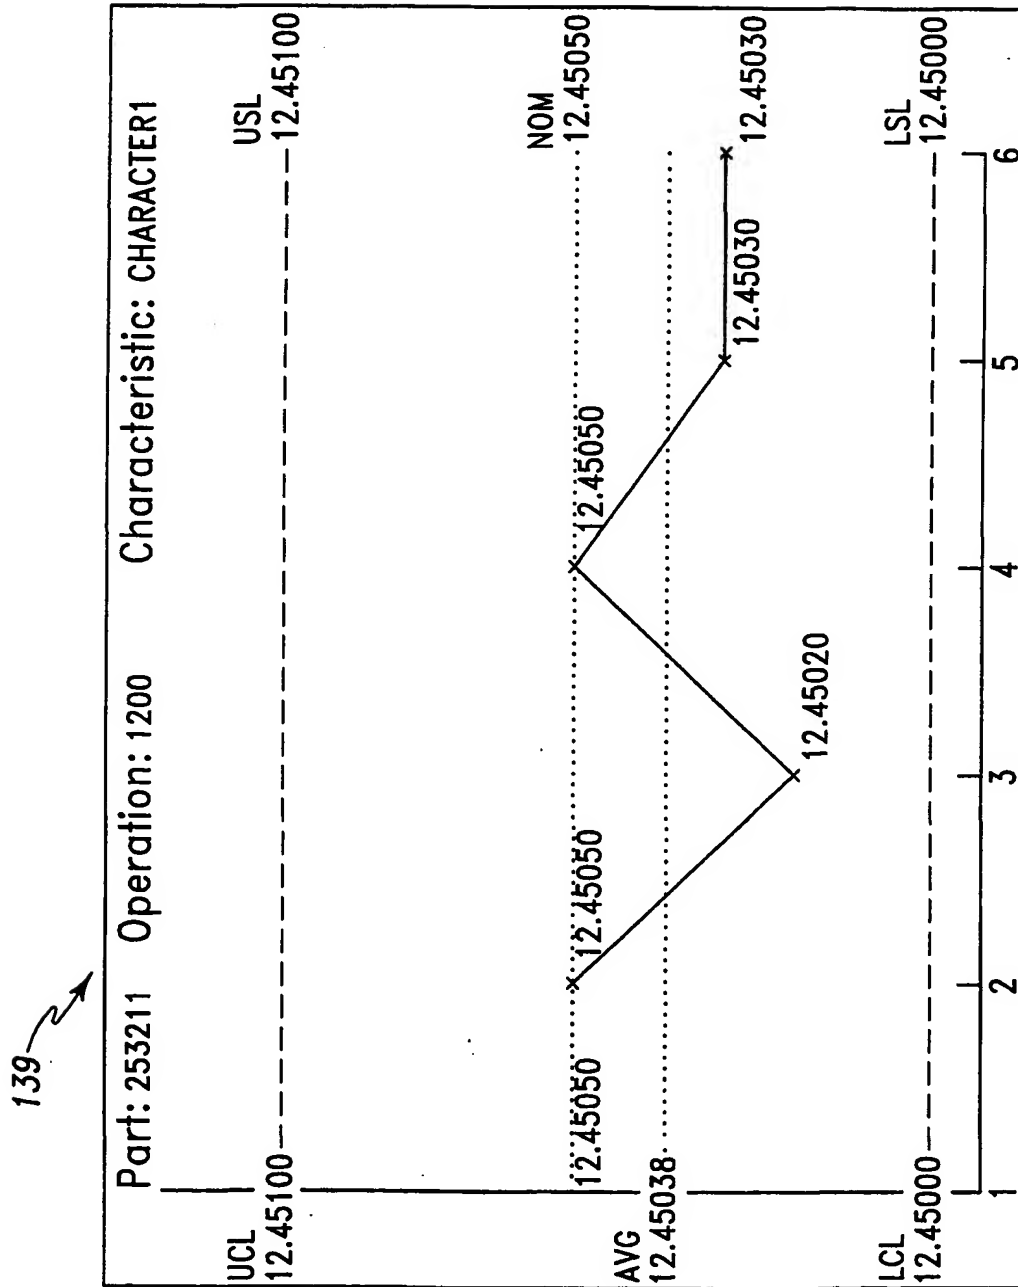 139
Part: 253211 Operation: 1200 Characteristic: CHARACTER1
UCL
12.45100
USL
12.45100
NOM
12.45050
12.45050
12.45050
12.45050
AVG
12.45038
12.45020
12.45030
12.45030
LCL
12.45000
LSL
12.45000
1 2 3 4 5 6